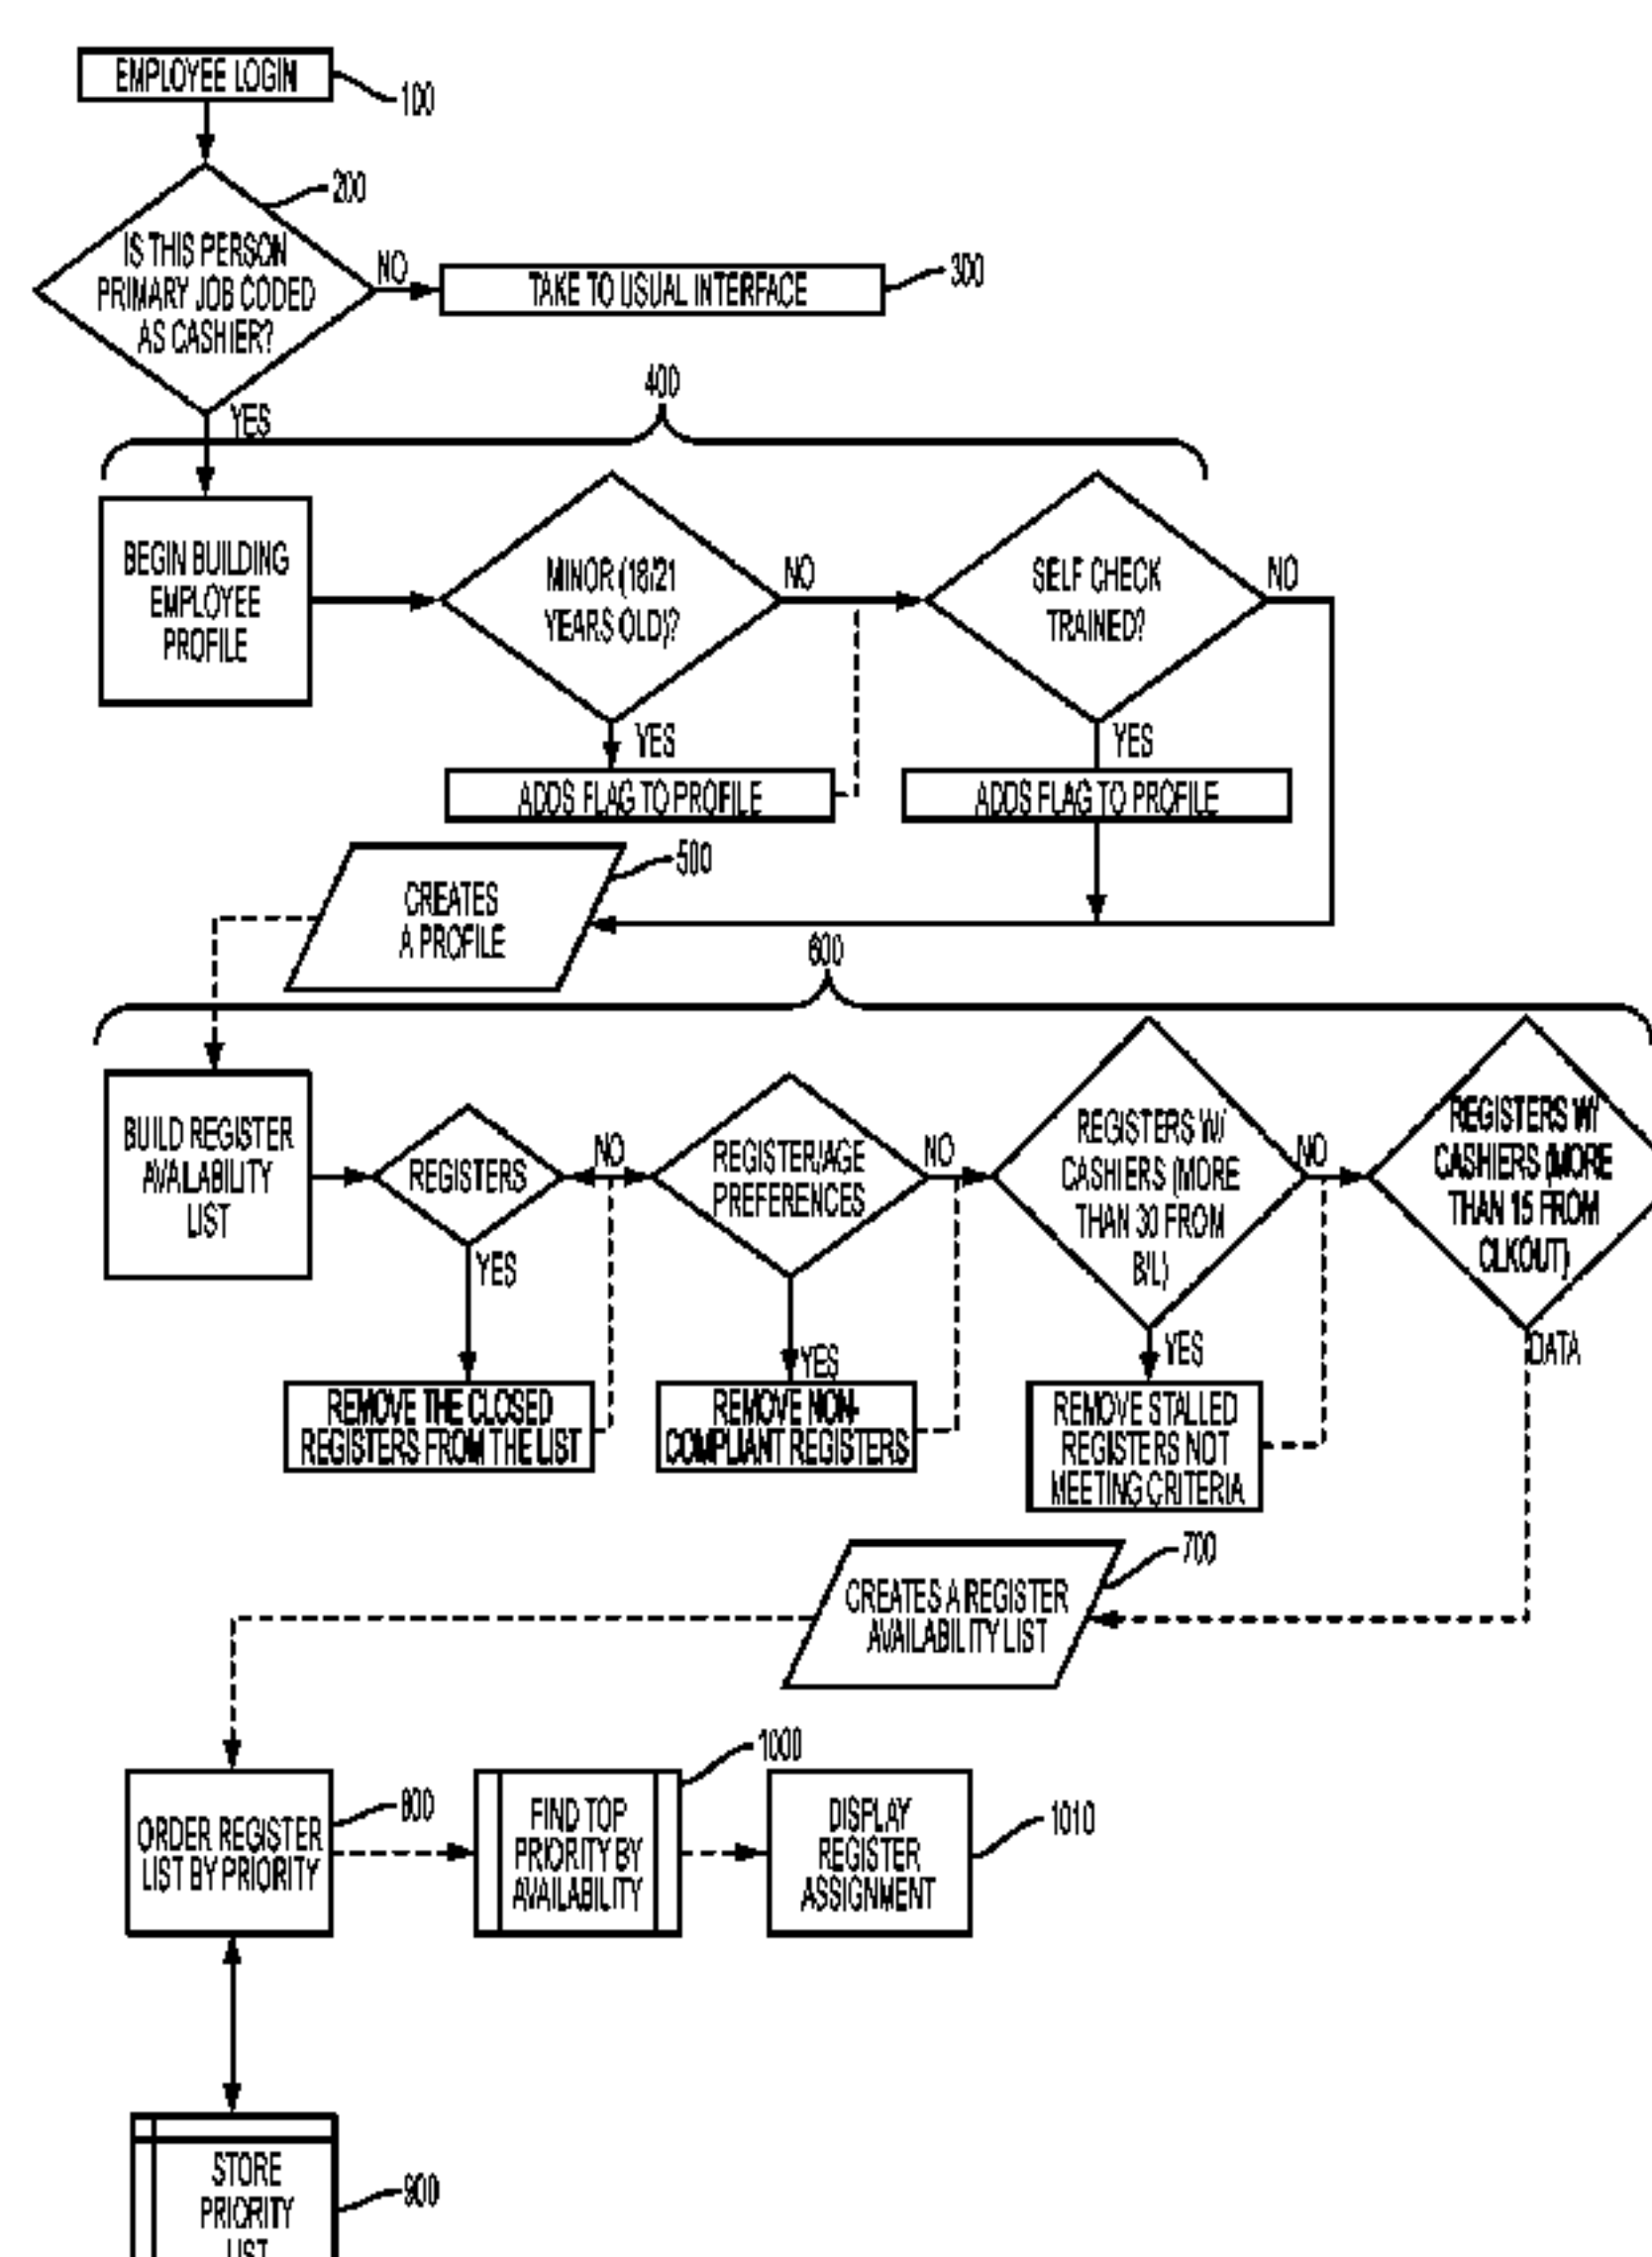 EMPLOYEE LOGIN
100
200
IS THIS PERSON
PRIMARY JOB CODED
AS CASHIER?
NO
TAKE TO USUAL INTERFACE
300
YES
400
BEGIN BUILDING
EMPLOYEE
PROFILE
MINOR (18/21
YEARS OLD)?
NO
SELF CHECK
TRAINED?
NO
YES
YES
ADDS FLAG TO PROFILE
ADDS FLAG TO PROFILE
CREATES
A PROFILE
500
600
BUILD REGISTER
AVAILABILITY
LIST
REGISTERS
NO
REGISTER/AGE
PREFERENCES
NO
REGISTERS W/
CASHIERS (MORE
THAN 30 FROM
B/L)
NO
REGISTERS W/
CASHIERS (MORE
THAN 15 FROM
CLKOUT)
YES
YES
YES
DATA
REMOVE THE CLOSED
REGISTERS FROM THE LIST
REMOVE NON-
COMPLIANT REGISTERS
REMOVE STALLED
REGISTERS NOT
MEETING CRITERIA
CREATES A REGISTER
AVAILABILITY LIST
700
ORDER REGISTER
LIST BY PRIORITY
800
FIND TOP
PRIORITY BY
AVAILABILITY
1000
DISPLAY
REGISTER
ASSIGNMENT
1010
STORE
PRIORITY
LIST
900